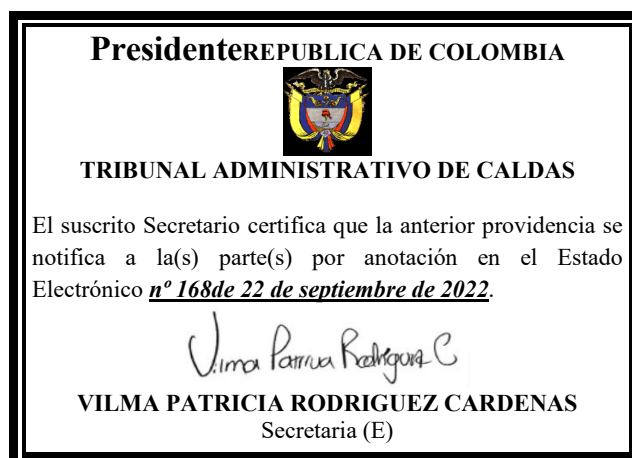 PresidenteREPUBLICA DE COLOMBIA
TRIBUNAL ADMINISTRATIVO DE CALDAS
El suscrito Secretario certifica que la anterior providencia se
notifica a la(s) parte(s) por anotación en el Estado
Electrónico nº 168de 22 de septiembre de 2022.
Vilma Patricia Rodríguez C
VILMA PATRICIA RODRIGUEZ CARDENAS
Secretaria (E)